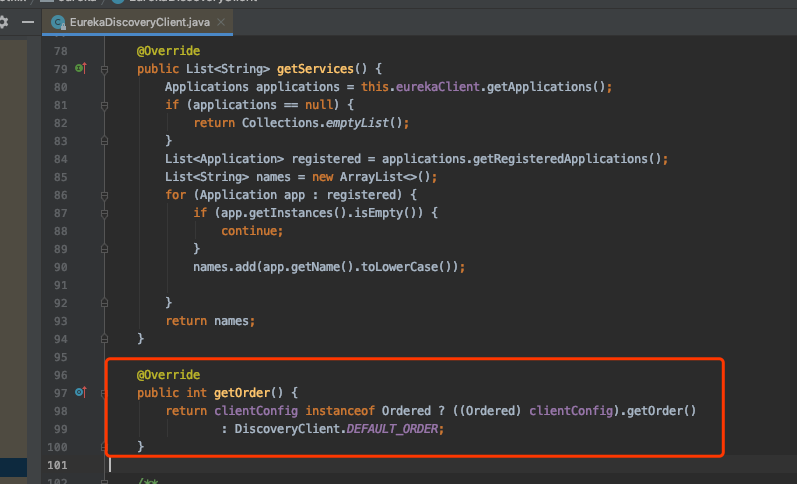 EurekaDiscoveryClient.java
78 @Override
79 public List<String> getServices() {
80 Applications applications = this.eurekaClient.getApplications();
81 if (applications == null) {
82 return Collections.emptyList();
83 }
84 List<Application> registered = applications.getRegisteredApplications();
85 List<String> names = new ArrayList<>();
86 for (Application app : registered) {
87 if (app.getInstances().isEmpty()) {
88 continue;
89 }
90 names.add(app.getName().toLowerCase());
91
92 }
93 return names;
94 }
95
96 @Override
97 public int getOrder() {
98 return clientConfig instanceof Ordered ? ((Ordered) clientConfig).getOrder()
99 : DiscoveryClient.DEFAULT_ORDER;
100 }
101
102 /**